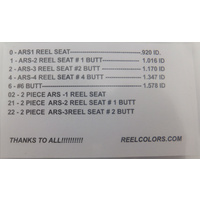 0 - ARS1 REEL SEAT------------------------.920 ID.
1 - ARS-2 REEL SEAT # 1 BUTT ---------1.016 ID
2 - ARS-3 REEL SEAT #2 BUTT ----------1.170 ID
4 - ARS-4 REEL SEAT # 4 BUTT ---------1.347 ID
6 - #6 BUTT --------------------------------1.578 ID
02 - 2 PIECE ARS -1 REEL SEAT
21 - 2 PIECE ARS-2 REEL SEAT # 1 BUTT
22 - 2 PIECE ARS-3REEL SEAT # 2 BUTT
THANKS TO ALL!!!!!!!!!!! REELCOLORS.COM